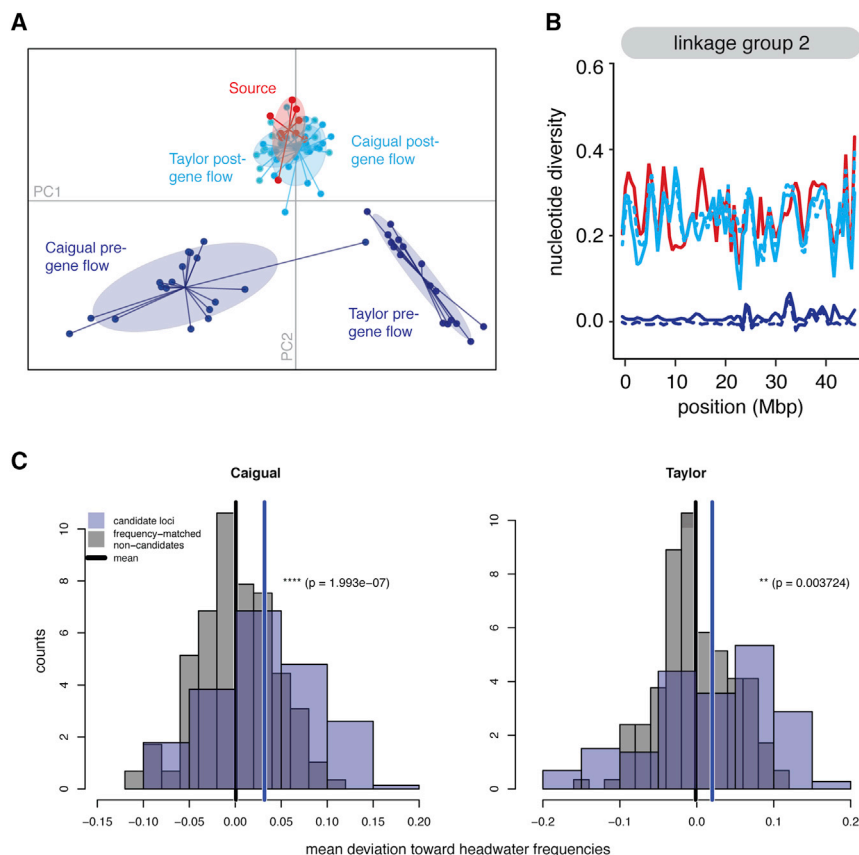 A
Source
Taylor post-
gene flow
Caigual post-
gene flow
PC1
Caigual pre-
gene flow
Taylor pre-
gene flow
PC2
B
linkage group 2
nucleotide diversity
0.6
0.4
0.2
0.0
0 10 20 30 40
position (Mbp)
C
Caigual
candidate loci
frequency-matched
non-candidates
mean
**** (p = 1.993e-07)
counts
10
8
6
4
2
0
−0.15 −0.10 −0.05 0.00 0.05 0.10 0.15 0.20
Taylor
** (p = 0.003724)
10
8
6
4
2
0
−0.2 −0.1 0.0 0.1 0.2
mean deviation toward headwater frequencies